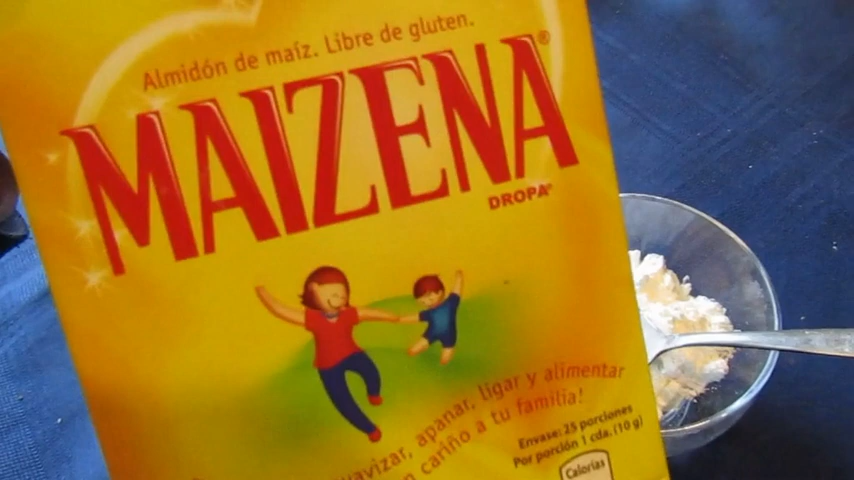 Almidón de maíz. Libre de gluten.
MAIZENA®
DROPA®
apanar, ligar y alimentar
cariño a tu familia!
Envase: 25 porciones
Por porción 1 cda. (10 g)
Calorías